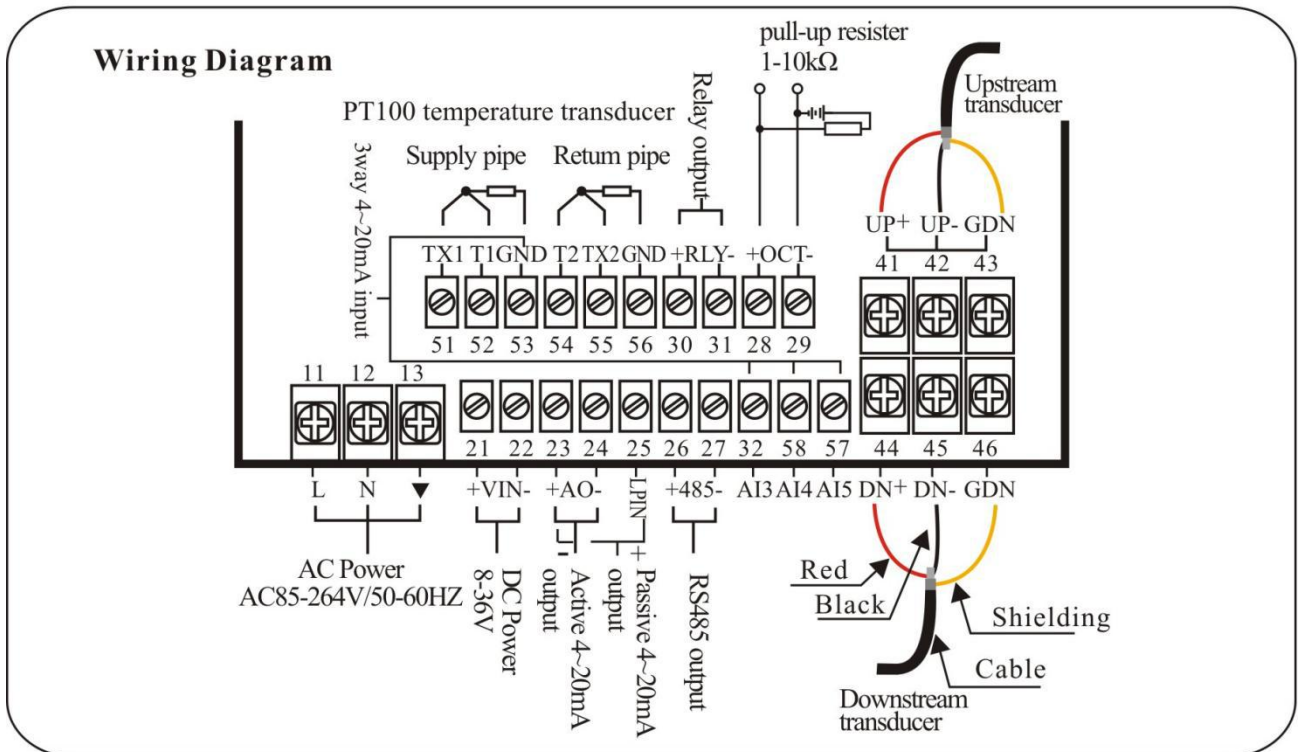 Wiring Diagram
pull-up resister
1-10kΩ
Relay output
Upstream
transducer
PT100 temperature transducer
3way 4~20mA input
Supply pipe
Retum pipe
UP+ UP- GDN
TX1 T1 GND T2 TX2 GND +RLY- +OCT-
41 42 43
51 52 53 54 55 56 30 31 28 29
11 12 13
21 22 23 24 25 26 27 32 58 57 44 45 46
L N +VIN- +AO- LPIN +485- AI3 AI4 AI5 DN+ DN- GDN
AC Power
AC85-264V/50-60HZ
DC Power
8-36V
Active 4~20mA
output
+ Passive 4~20mA
output
RS485 output
Red
Black
Shielding
Cable
Downstream
transducer